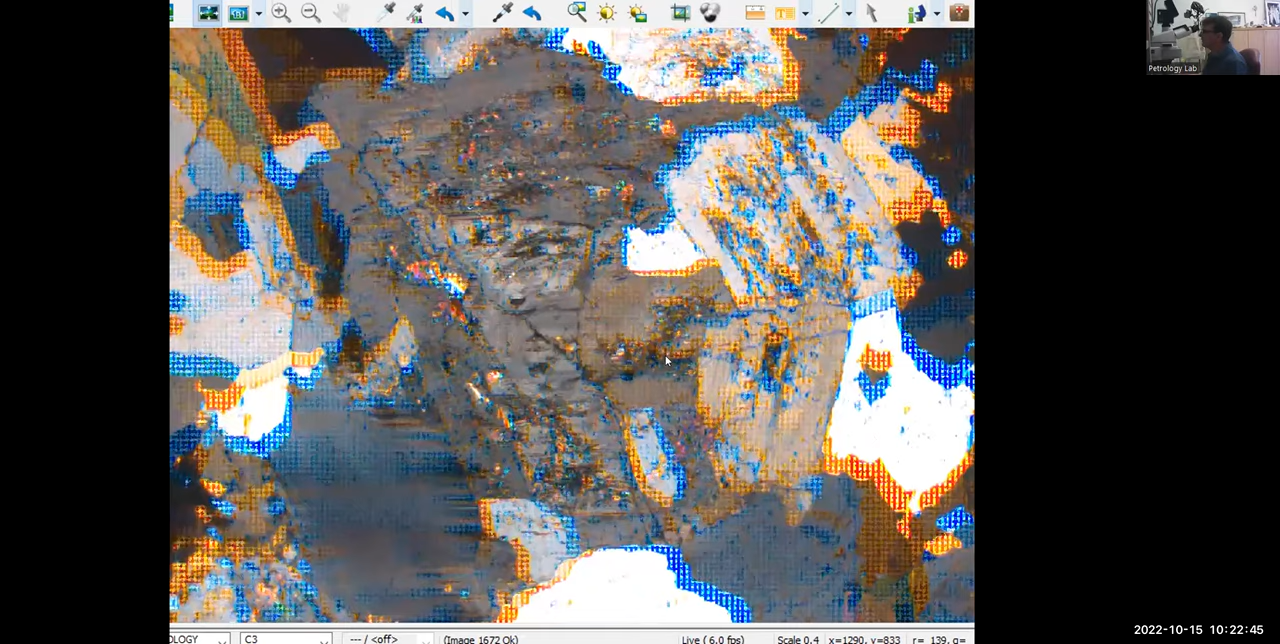 Petrology Lab
OLOGY C3 --- / <off> (Image 1672 Ok) Live ( 6.0 fps) Scale 0.4 x=1290, y=833 r= 139, g=
2022-10-15 10:22:45